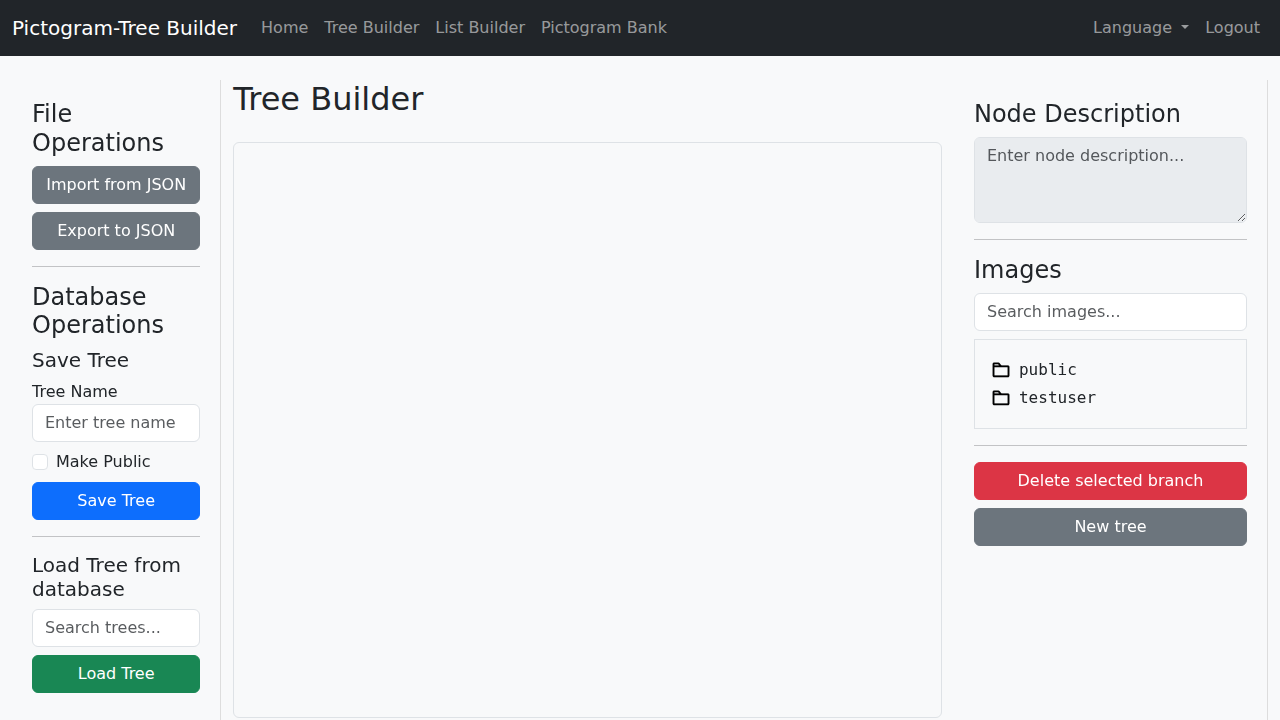 Pictogram-Tree Builder
Home
Tree Builder
List Builder
Pictogram Bank
Language
Logout
File
Operations
Import from JSON
Export to JSON
Database
Operations
Save Tree
Tree Name
Enter tree name
Make Public
Save Tree
Load Tree from
database
Search trees...
Load Tree
Tree Builder
Node Description
Enter node description...
Images
Search images...
public
testuser
Delete selected branch
New tree